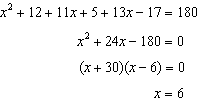 x² + 12 + 11x + 5 + 13x − 17 = 180
x² + 24x − 180 = 0
(x + 30)(x − 6) = 0
x = 6